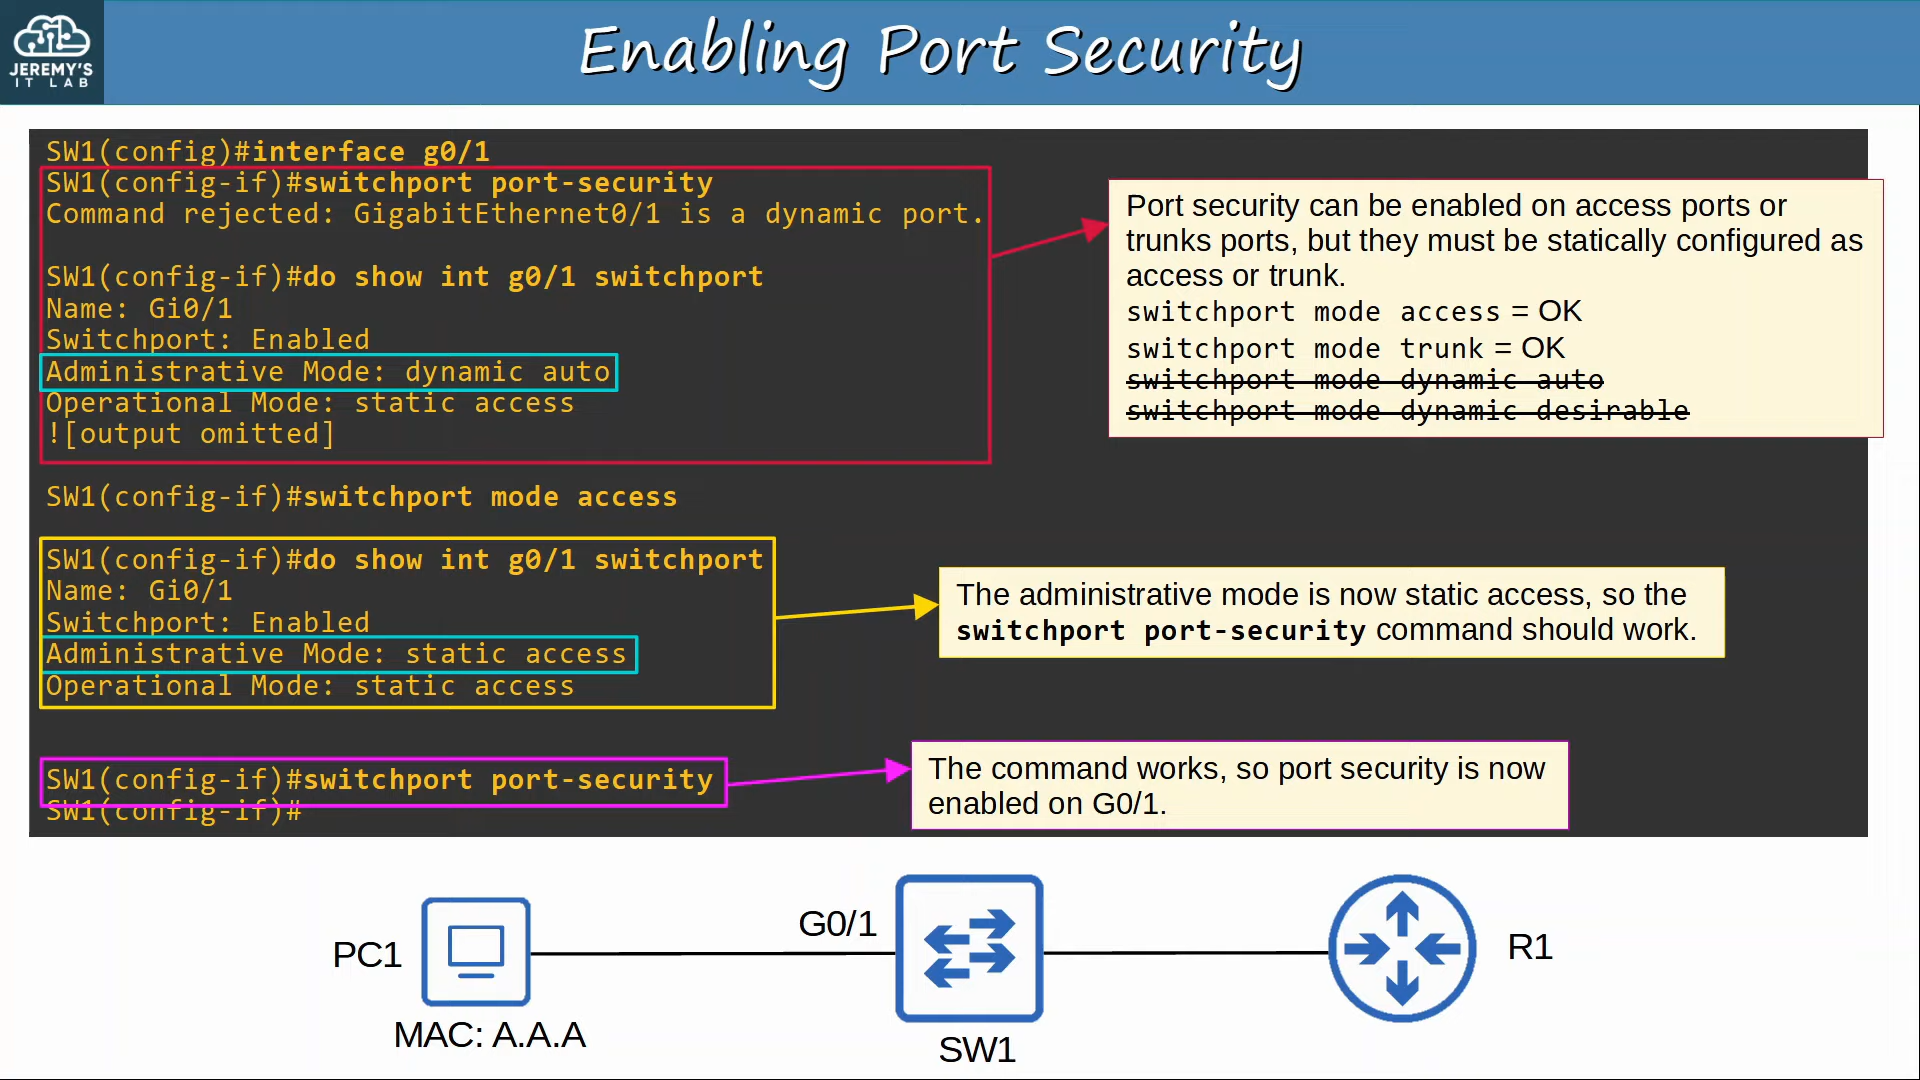 JEREMY'S
IT LAB
Enabling Port Security
SW1(config)#interface g0/1
SW1(config-if)#switchport port-security
Command rejected: GigabitEthernet0/1 is a dynamic port.
SW1(config-if)#do show int g0/1 switchport
Name: Gi0/1
Switchport: Enabled
Administrative Mode: dynamic auto
Operational Mode: static access
![output omitted]
SW1(config-if)#switchport mode access
SW1(config-if)#do show int g0/1 switchport
Name: Gi0/1
Switchport: Enabled
Administrative Mode: static access
Operational Mode: static access
SW1(config-if)#switchport port-security
SW1(config-if)#
Port security can be enabled on access ports or
trunks ports, but they must be statically configured as
access or trunk.
switchport mode access = OK
switchport mode trunk = OK
switchport mode dynamic auto
switchport mode dynamic desirable
The administrative mode is now static access, so the
switchport port-security command should work.
The command works, so port security is now
enabled on G0/1.
PC1
MAC: A.A.A
G0/1
SW1
R1